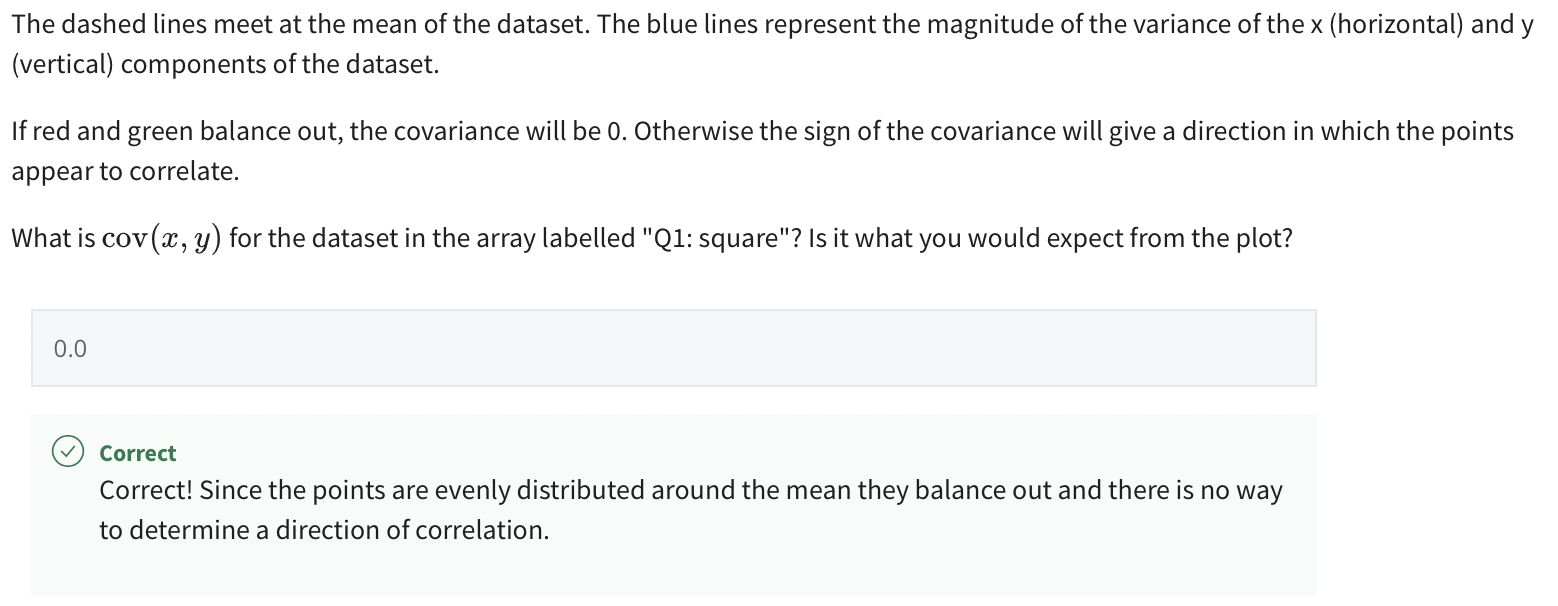 The dashed lines meet at the mean of the dataset. The blue lines represent the magnitude of the variance of the x (horizontal) and y
(vertical) components of the dataset.
If red and green balance out, the covariance will be 0. Otherwise the sign of the covariance will give a direction in which the points
appear to correlate.
What is cov(x, y) for the dataset in the array labelled "Q1: square"? Is it what you would expect from the plot?
0.0
Correct
Correct! Since the points are evenly distributed around the mean they balance out and there is no way
to determine a direction of correlation.